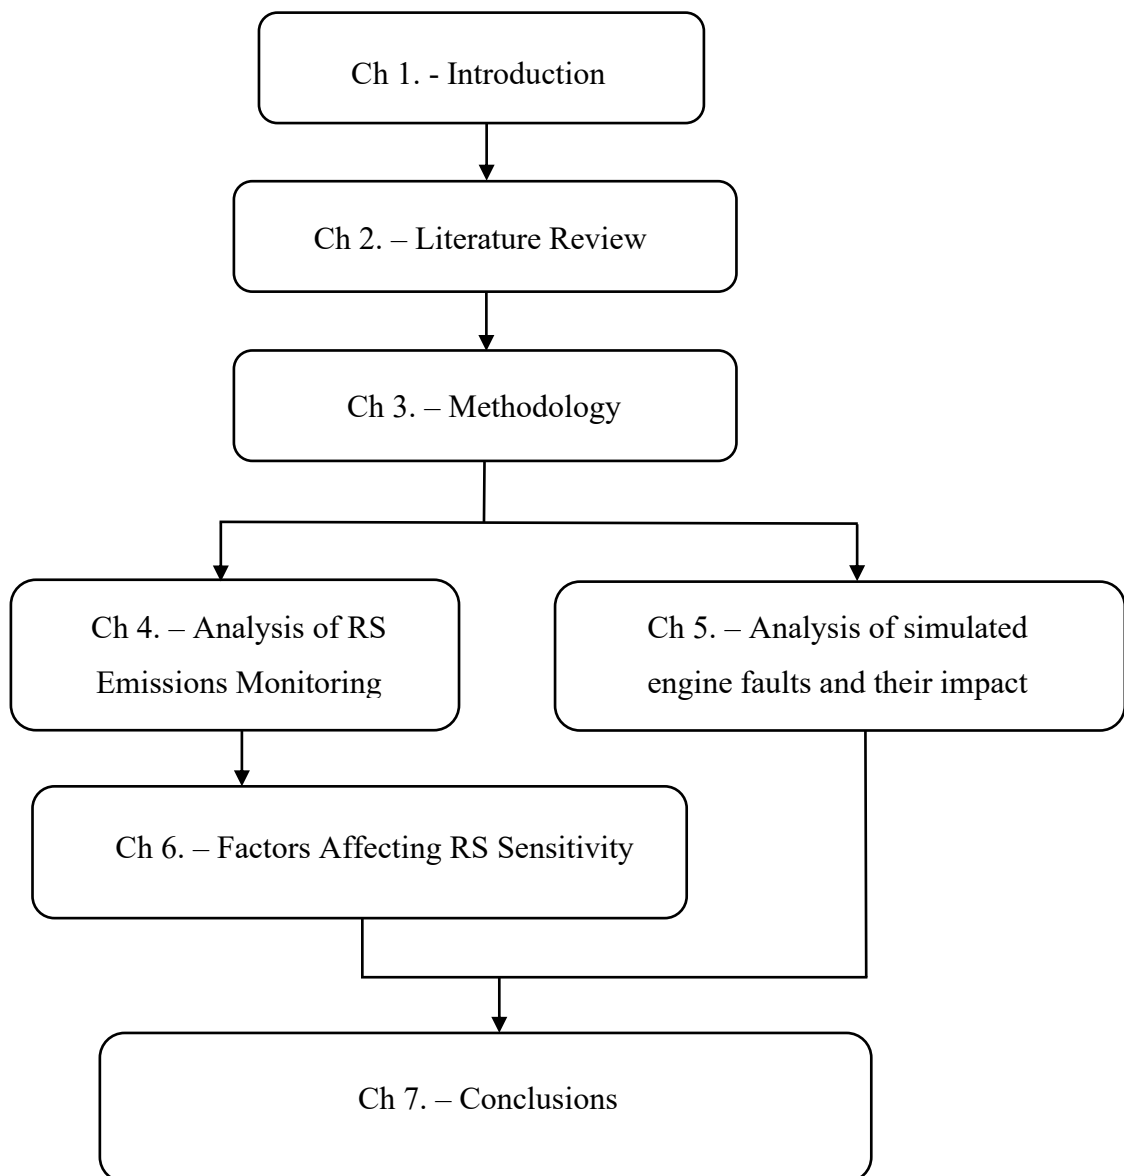 Ch 1. - Introduction
Ch 2. – Literature Review
Ch 3. – Methodology
Ch 4. – Analysis of RS
Emissions Monitoring
Ch 5. – Analysis of simulated
engine faults and their impact
Ch 6. – Factors Affecting RS Sensitivity
Ch 7. – Conclusions